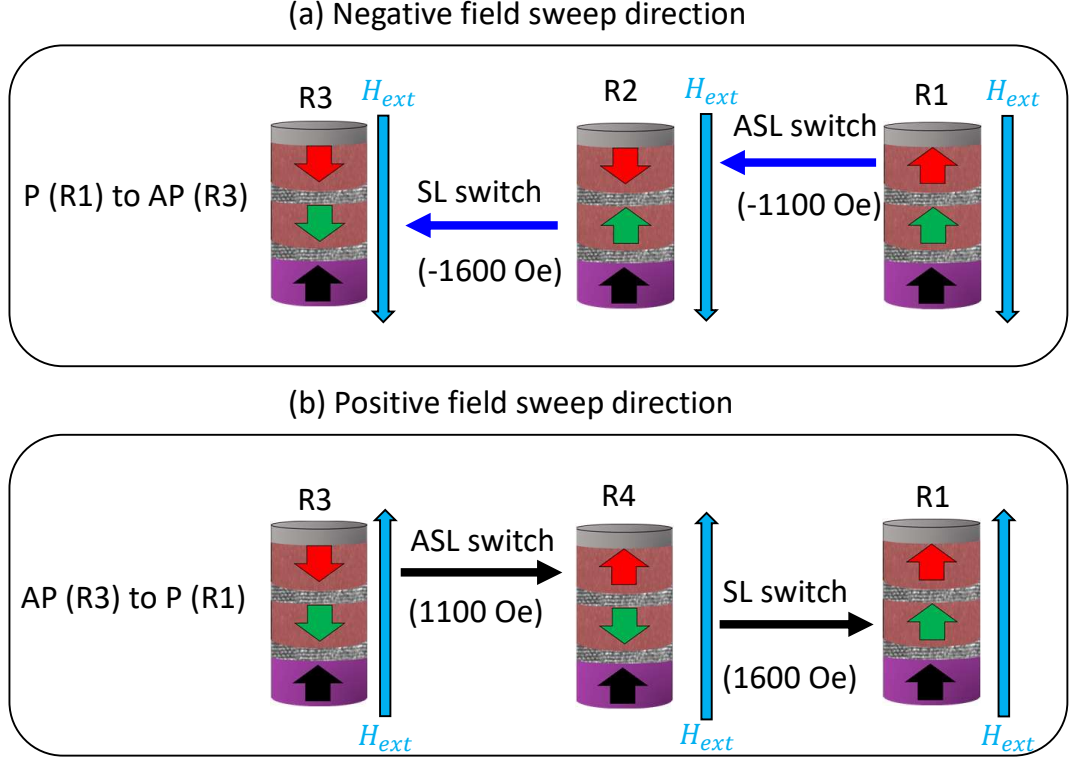 (a) Negative field sweep direction
R3
H_ext
R2
H_ext
R1
H_ext
ASL switch
(-1100 Oe)
P (R1) to AP (R3)
SL switch
(-1600 Oe)
(b) Positive field sweep direction
R3
R4
R1
ASL switch
(1100 Oe)
AP (R3) to P (R1)
SL switch
(1600 Oe)
H_ext
H_ext
H_ext